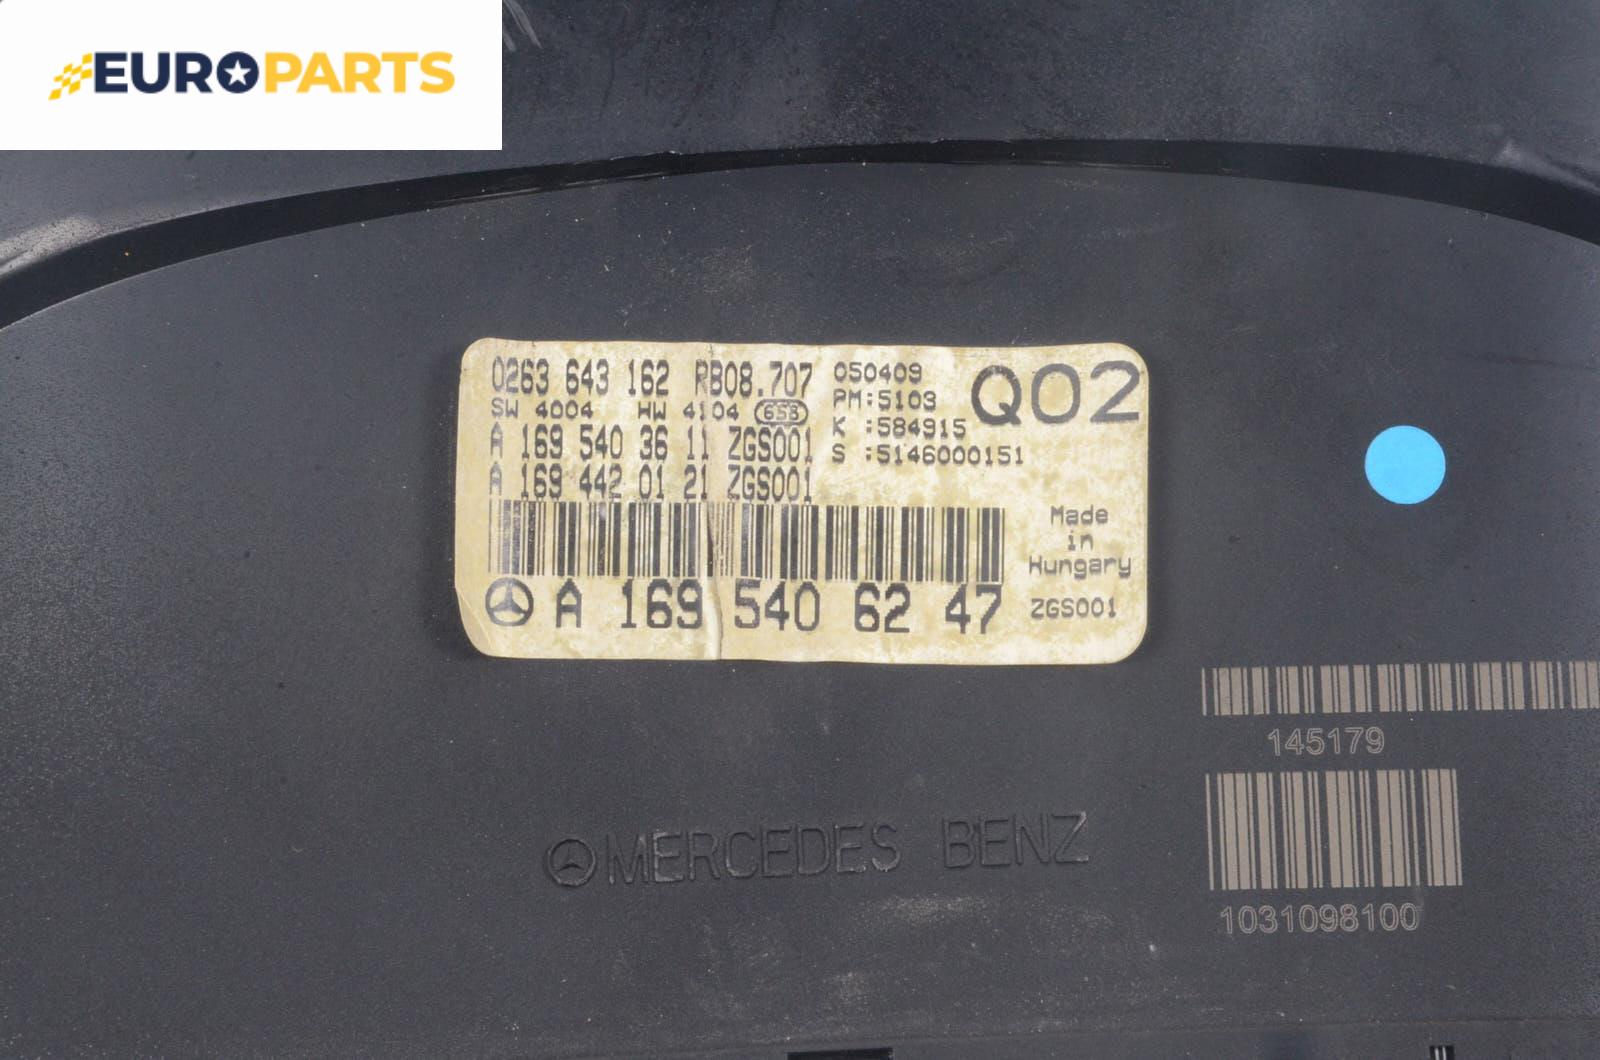 EUROPARTS
0263 643 162 RB08.707
SW 4004 HW 4104 658
A 169 540 36 11 ZGS001
A 169 442 01 21 ZGS001
050409
PM:5103
K :584915
S :5146000151
Q02
Made
in
Hungary
ZGS001
A 169 540 62 47
145179
1031098100
MERCEDES BENZ